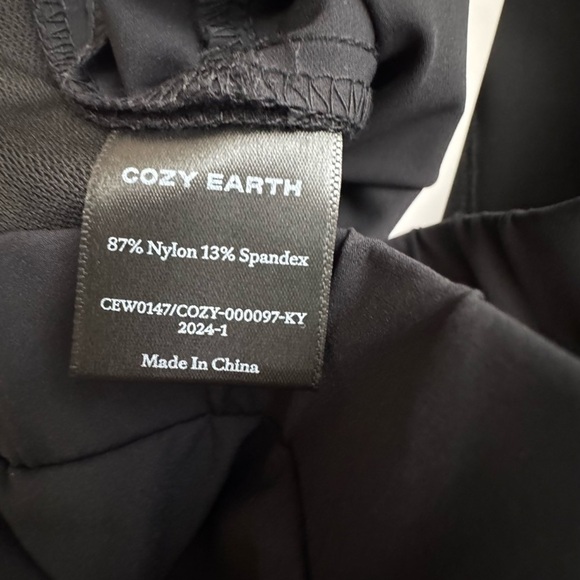 COZY EARTH
87% Nylon 13% Spandex
CEW0147/COZY-000097-KY
2024-1
Made In China